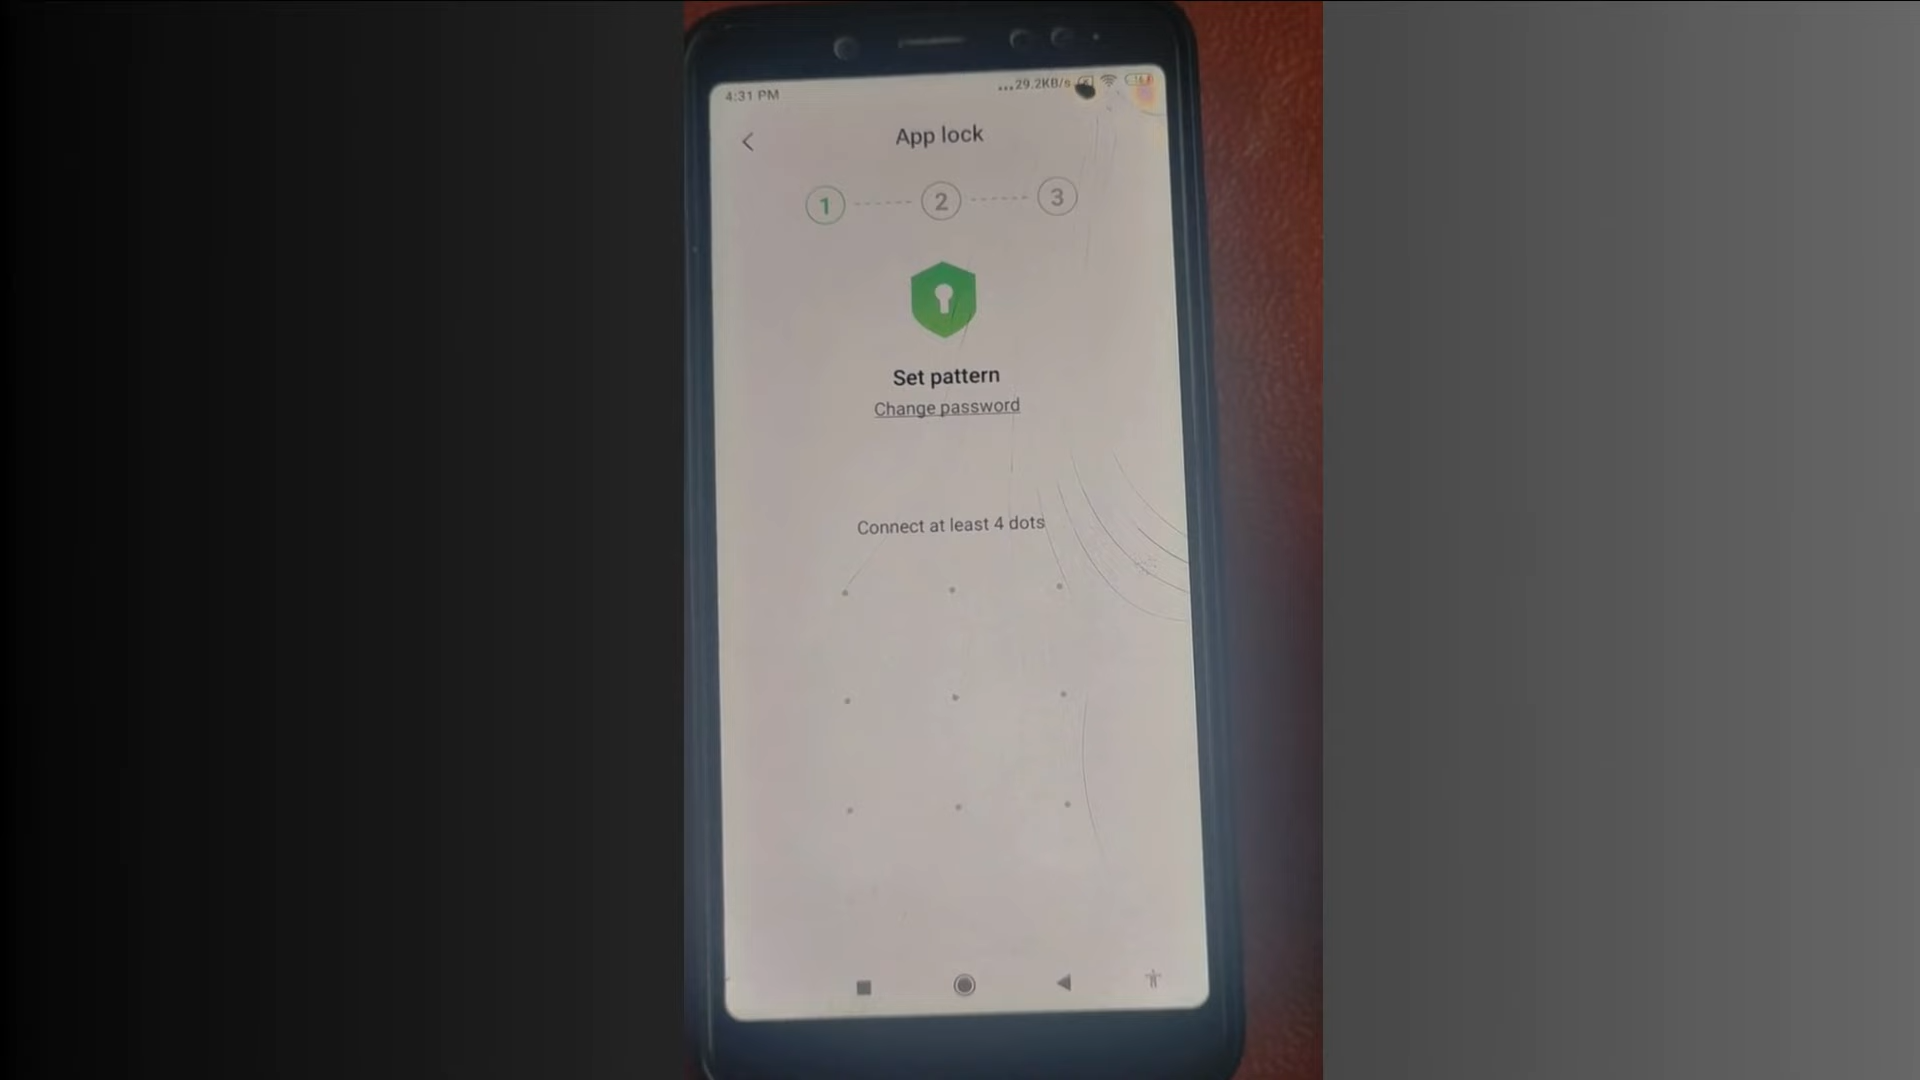 4:31 PM ...29.2KB/s
App lock
1 2 3
Set pattern
Change password
Connect at least 4 dots